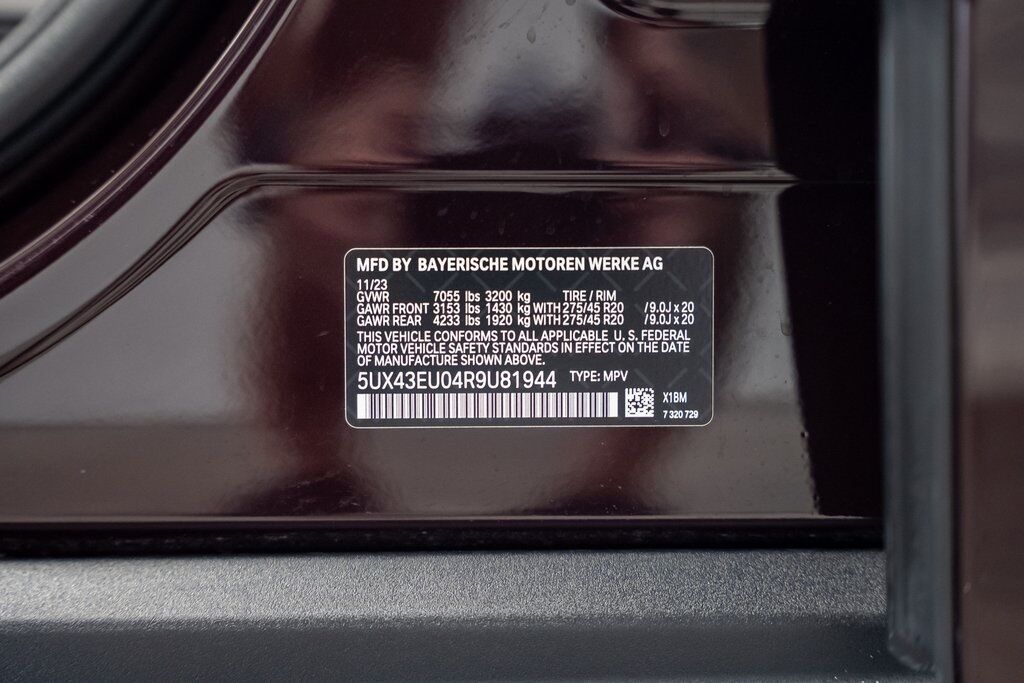 MFD BY BAYERISCHE MOTOREN WERKE AG
11/23
GVWR 7055 lbs 3200 kg TIRE / RIM
GAWR FRONT 3153 lbs 1430 kg WITH 275/45 R20 /9.0J x 20
GAWR REAR 4233 lbs 1920 kg WITH 275/45 R20 /9.0J x 20
THIS VEHICLE CONFORMS TO ALL APPLICABLE U. S. FEDERAL
MOTOR VEHICLE SAFETY STANDARDS IN EFFECT ON THE DATE
OF MANUFACTURE SHOWN ABOVE.
5UX43EU04R9U81944 TYPE: MPV
X1BM
7 320 729